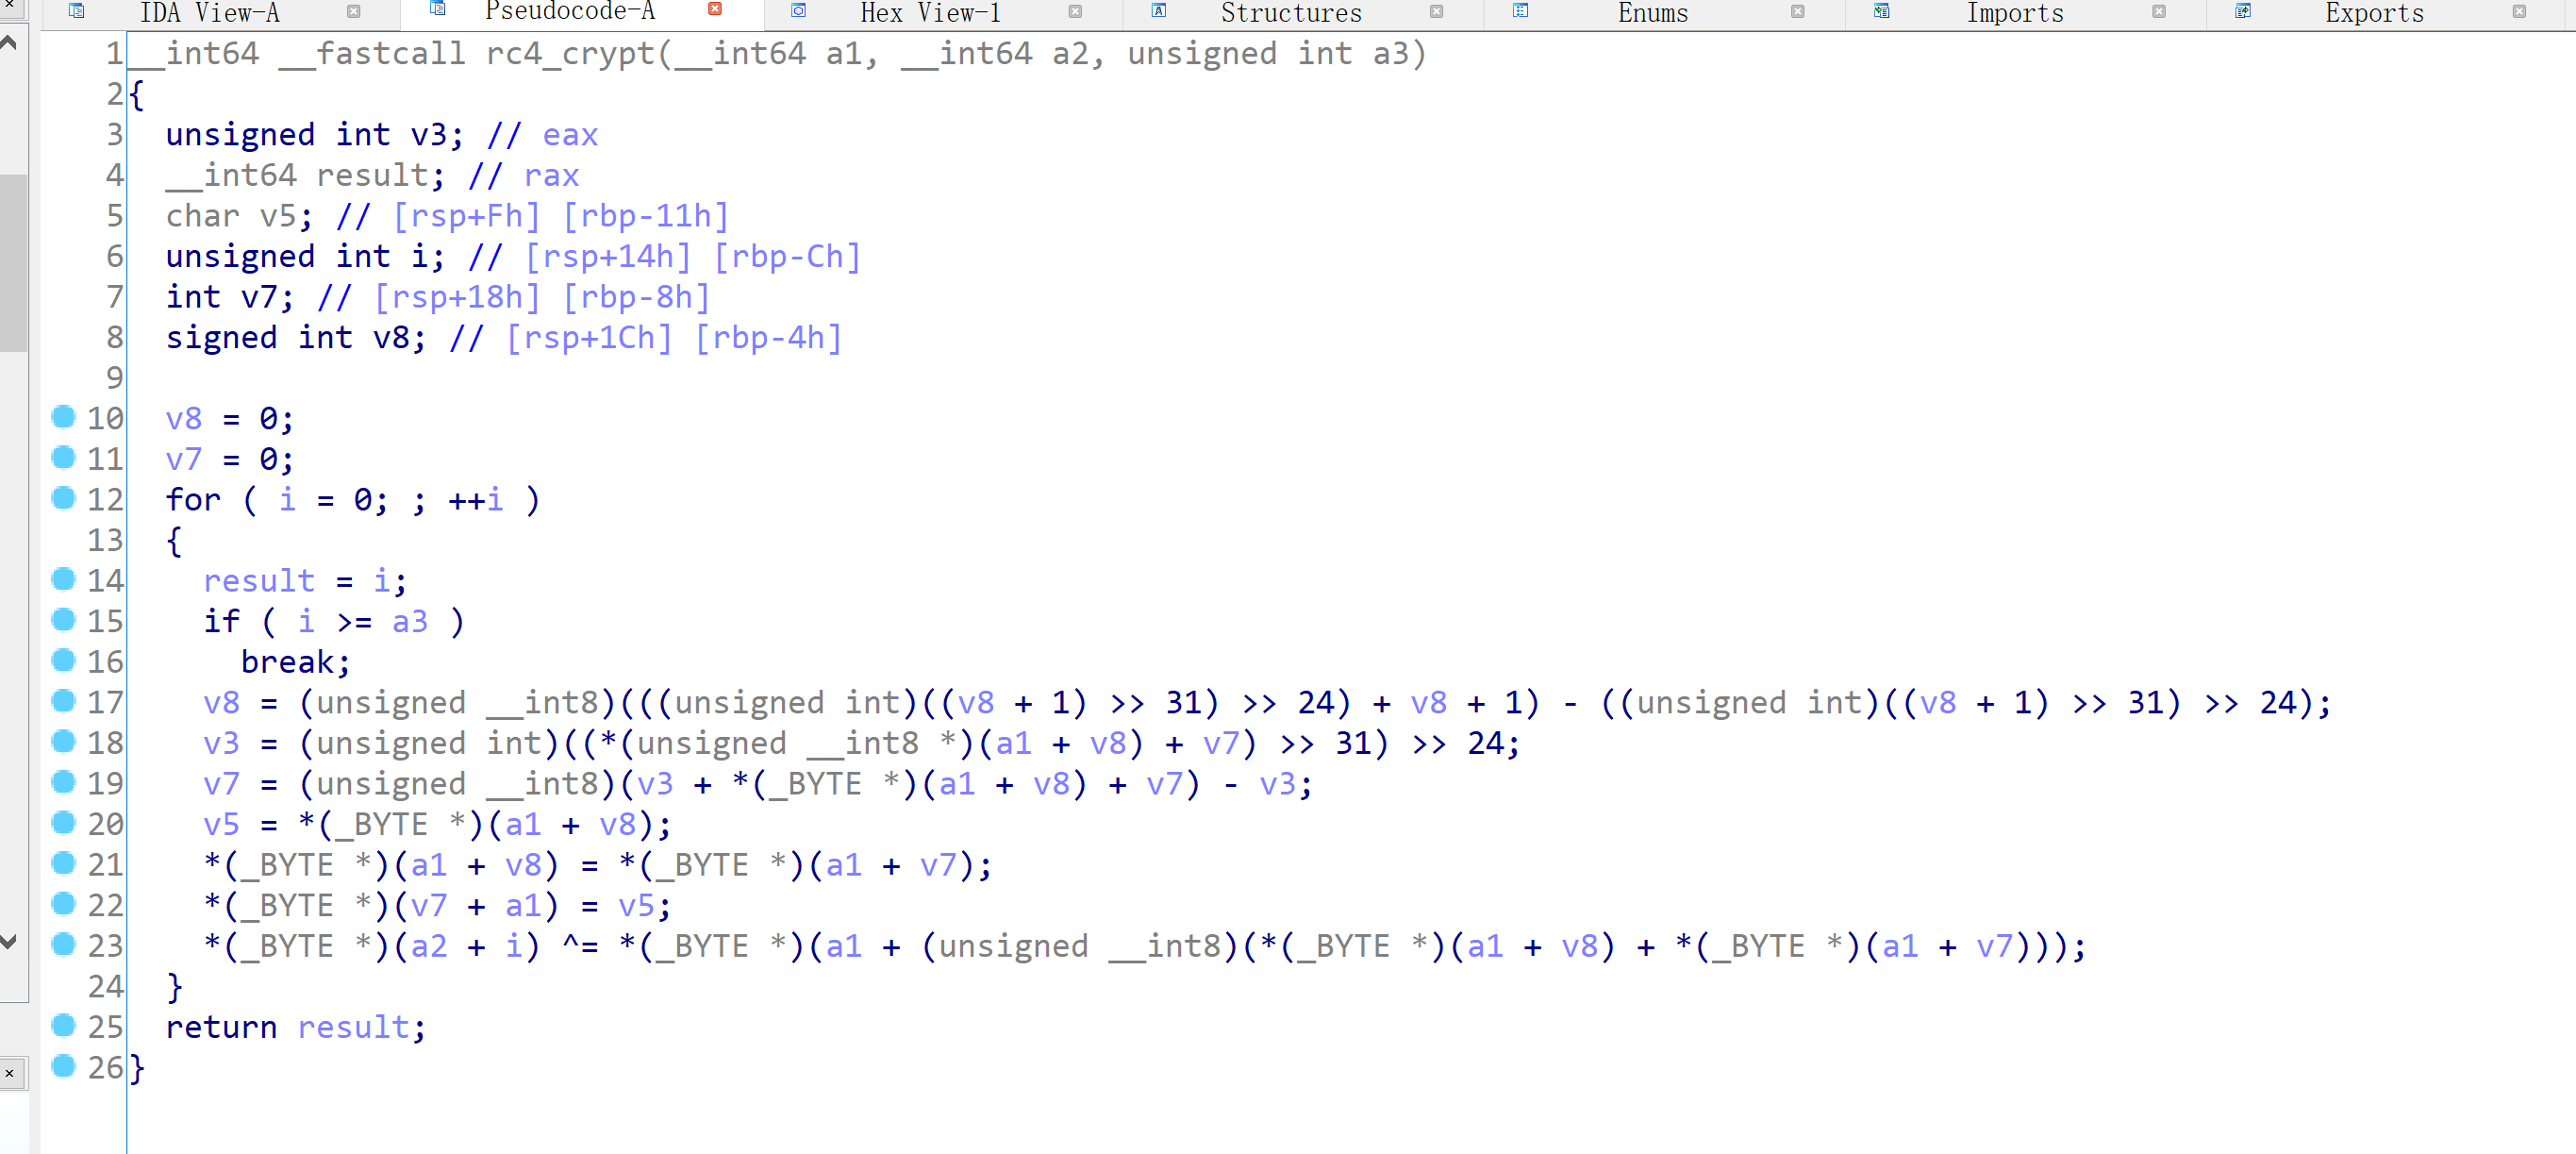 IDA View-A Pseudocode-A Hex View-1 Structures Enums Imports Exports
1 __int64 __fastcall rc4_crypt(__int64 a1, __int64 a2, unsigned int a3)
2 {
3 unsigned int v3; // eax
4 __int64 result; // rax
5 char v5; // [rsp+Fh] [rbp-11h]
6 unsigned int i; // [rsp+14h] [rbp-Ch]
7 int v7; // [rsp+18h] [rbp-8h]
8 signed int v8; // [rsp+1Ch] [rbp-4h]
9
10 v8 = 0;
11 v7 = 0;
12 for ( i = 0; ; ++i )
13 {
14 result = i;
15 if ( i >= a3 )
16 break;
17 v8 = (unsigned __int8)(((unsigned int)((v8 + 1) >> 31) >> 24) + v8 + 1) - ((unsigned int)((v8 + 1) >> 31) >> 24);
18 v3 = (unsigned int)((*(unsigned __int8 *)(a1 + v8) + v7) >> 31) >> 24;
19 v7 = (unsigned __int8)(v3 + *(_BYTE *)(a1 + v8) + v7) - v3;
20 v5 = *(_BYTE *)(a1 + v8);
21 *(_BYTE *)(a1 + v8) = *(_BYTE *)(a1 + v7);
22 *(_BYTE *)(v7 + a1) = v5;
23 *(_BYTE *)(a2 + i) ^= *(_BYTE *)(a1 + (unsigned __int8)(*(_BYTE *)(a1 + v8) + *(_BYTE *)(a1 + v7)));
24 }
25 return result;
26 }